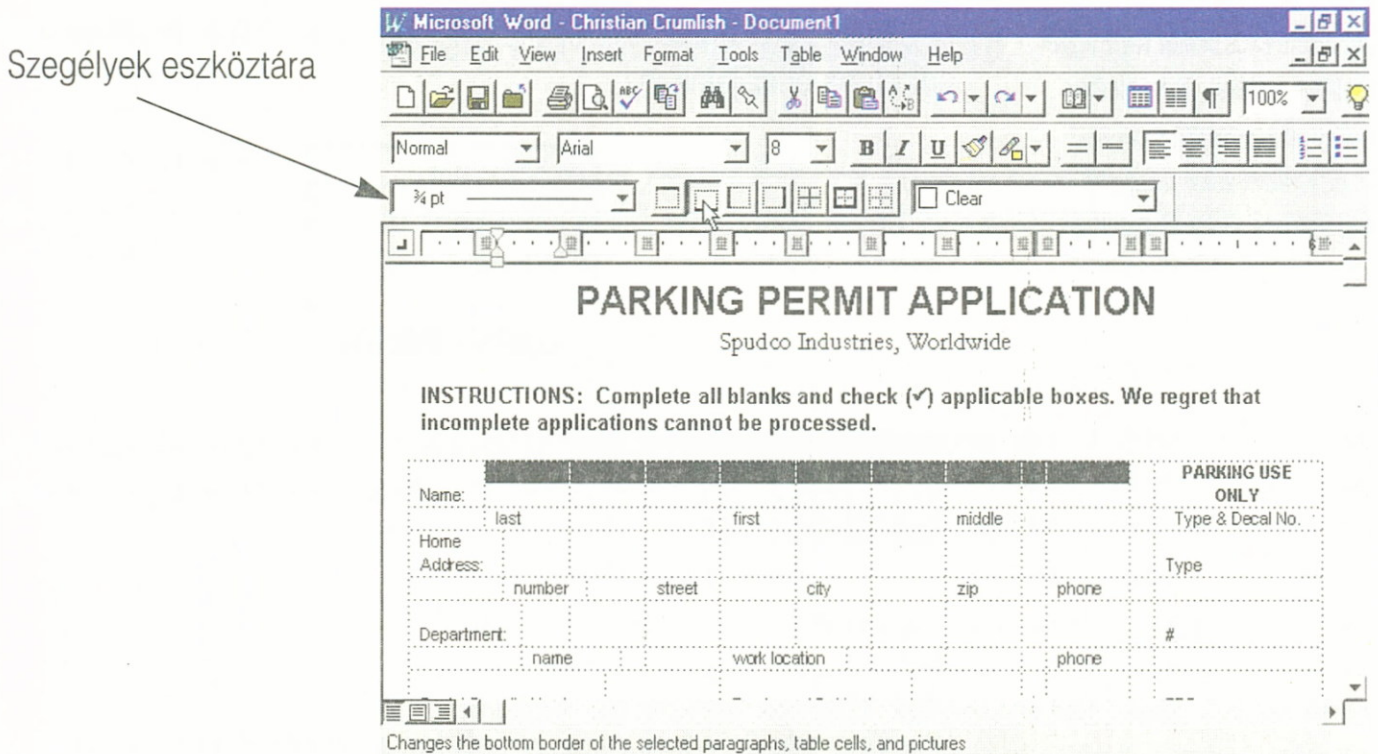 Szegélyek eszköztára
Microsoft Word - Christian Crumlish - Document1
File Edit View Insert Format Tools Table Window Help
100%
Normal Arial 8 B I U
¾ pt Clear
6
PARKING PERMIT APPLICATION
Spudco Industries, Worldwide
INSTRUCTIONS: Complete all blanks and check (✓) applicable boxes. We regret that
incomplete applications cannot be processed.
PARKING USE
Name: ONLY
last first middle Type & Decal No.
Home
Address: Type
number street city zip phone
Department: #
name work location phone
Changes the bottom border of the selected paragraphs, table cells, and pictures